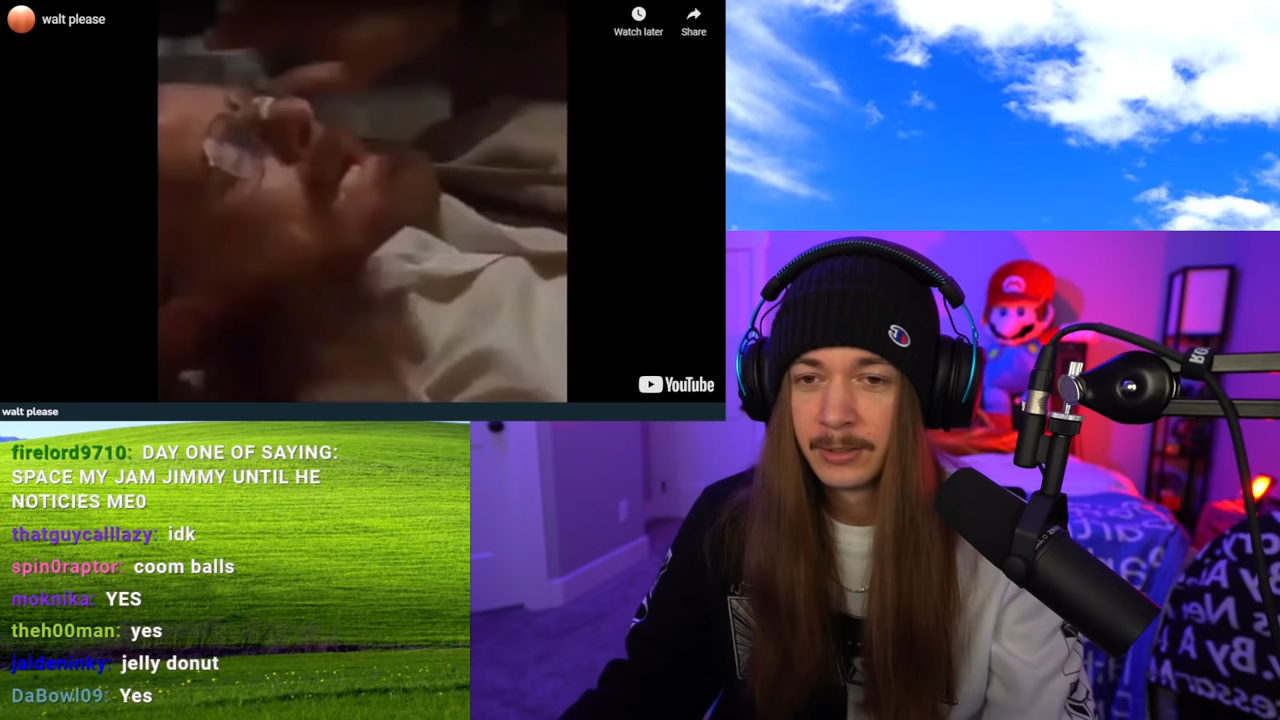 walt please
Watch later
Share
YouTube
walt please
firelord9710: DAY ONE OF SAYING:
SPACE MY JAM JIMMY UNTIL HE
NOTICIES ME0
thatguycalllazy: idk
spin0raptor: coom balls
moknika: YES
theh00man: yes
jaideninky: jelly donut
DaBowl09: Yes